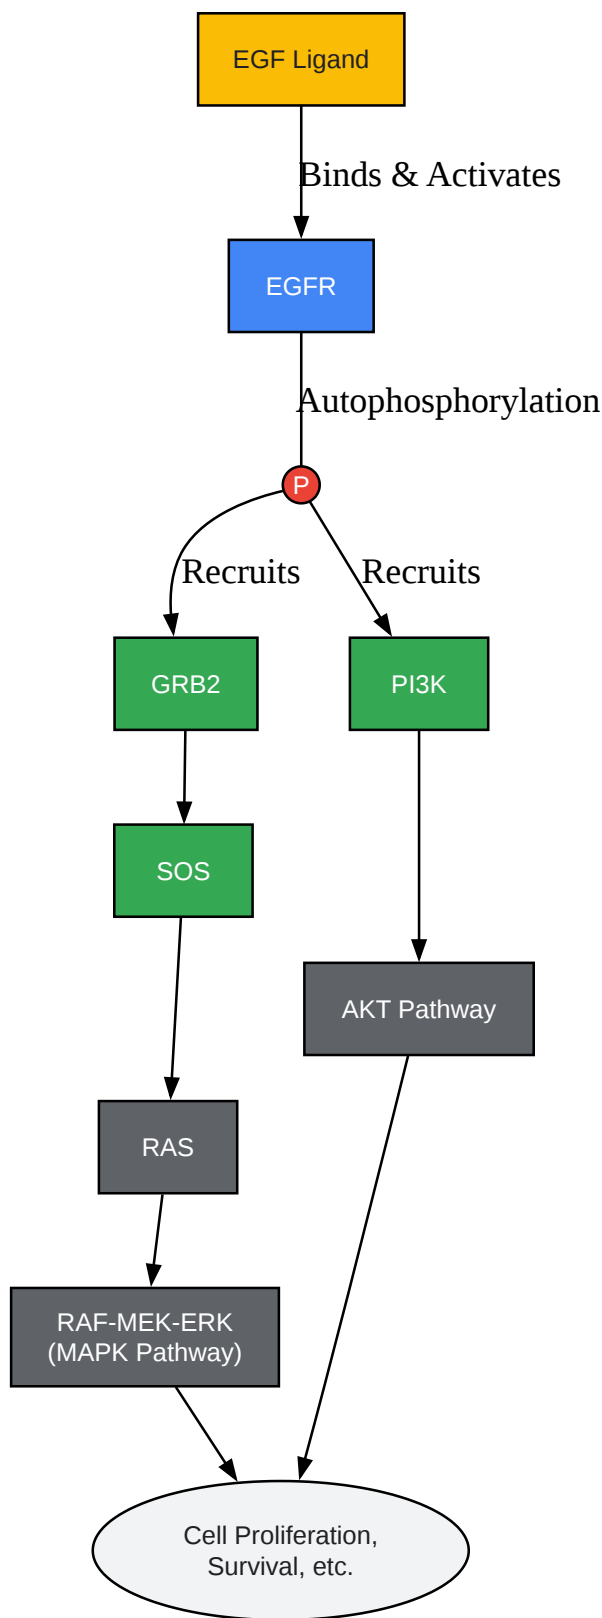 EGF Ligand
Binds & Activates
EGFR
Autophosphorylation
P
Recruits
Recruits
GRB2
PI3K
SOS
AKT Pathway
RAS
RAF-MEK-ERK
(MAPK Pathway)
Cell Proliferation,
Survival, etc.